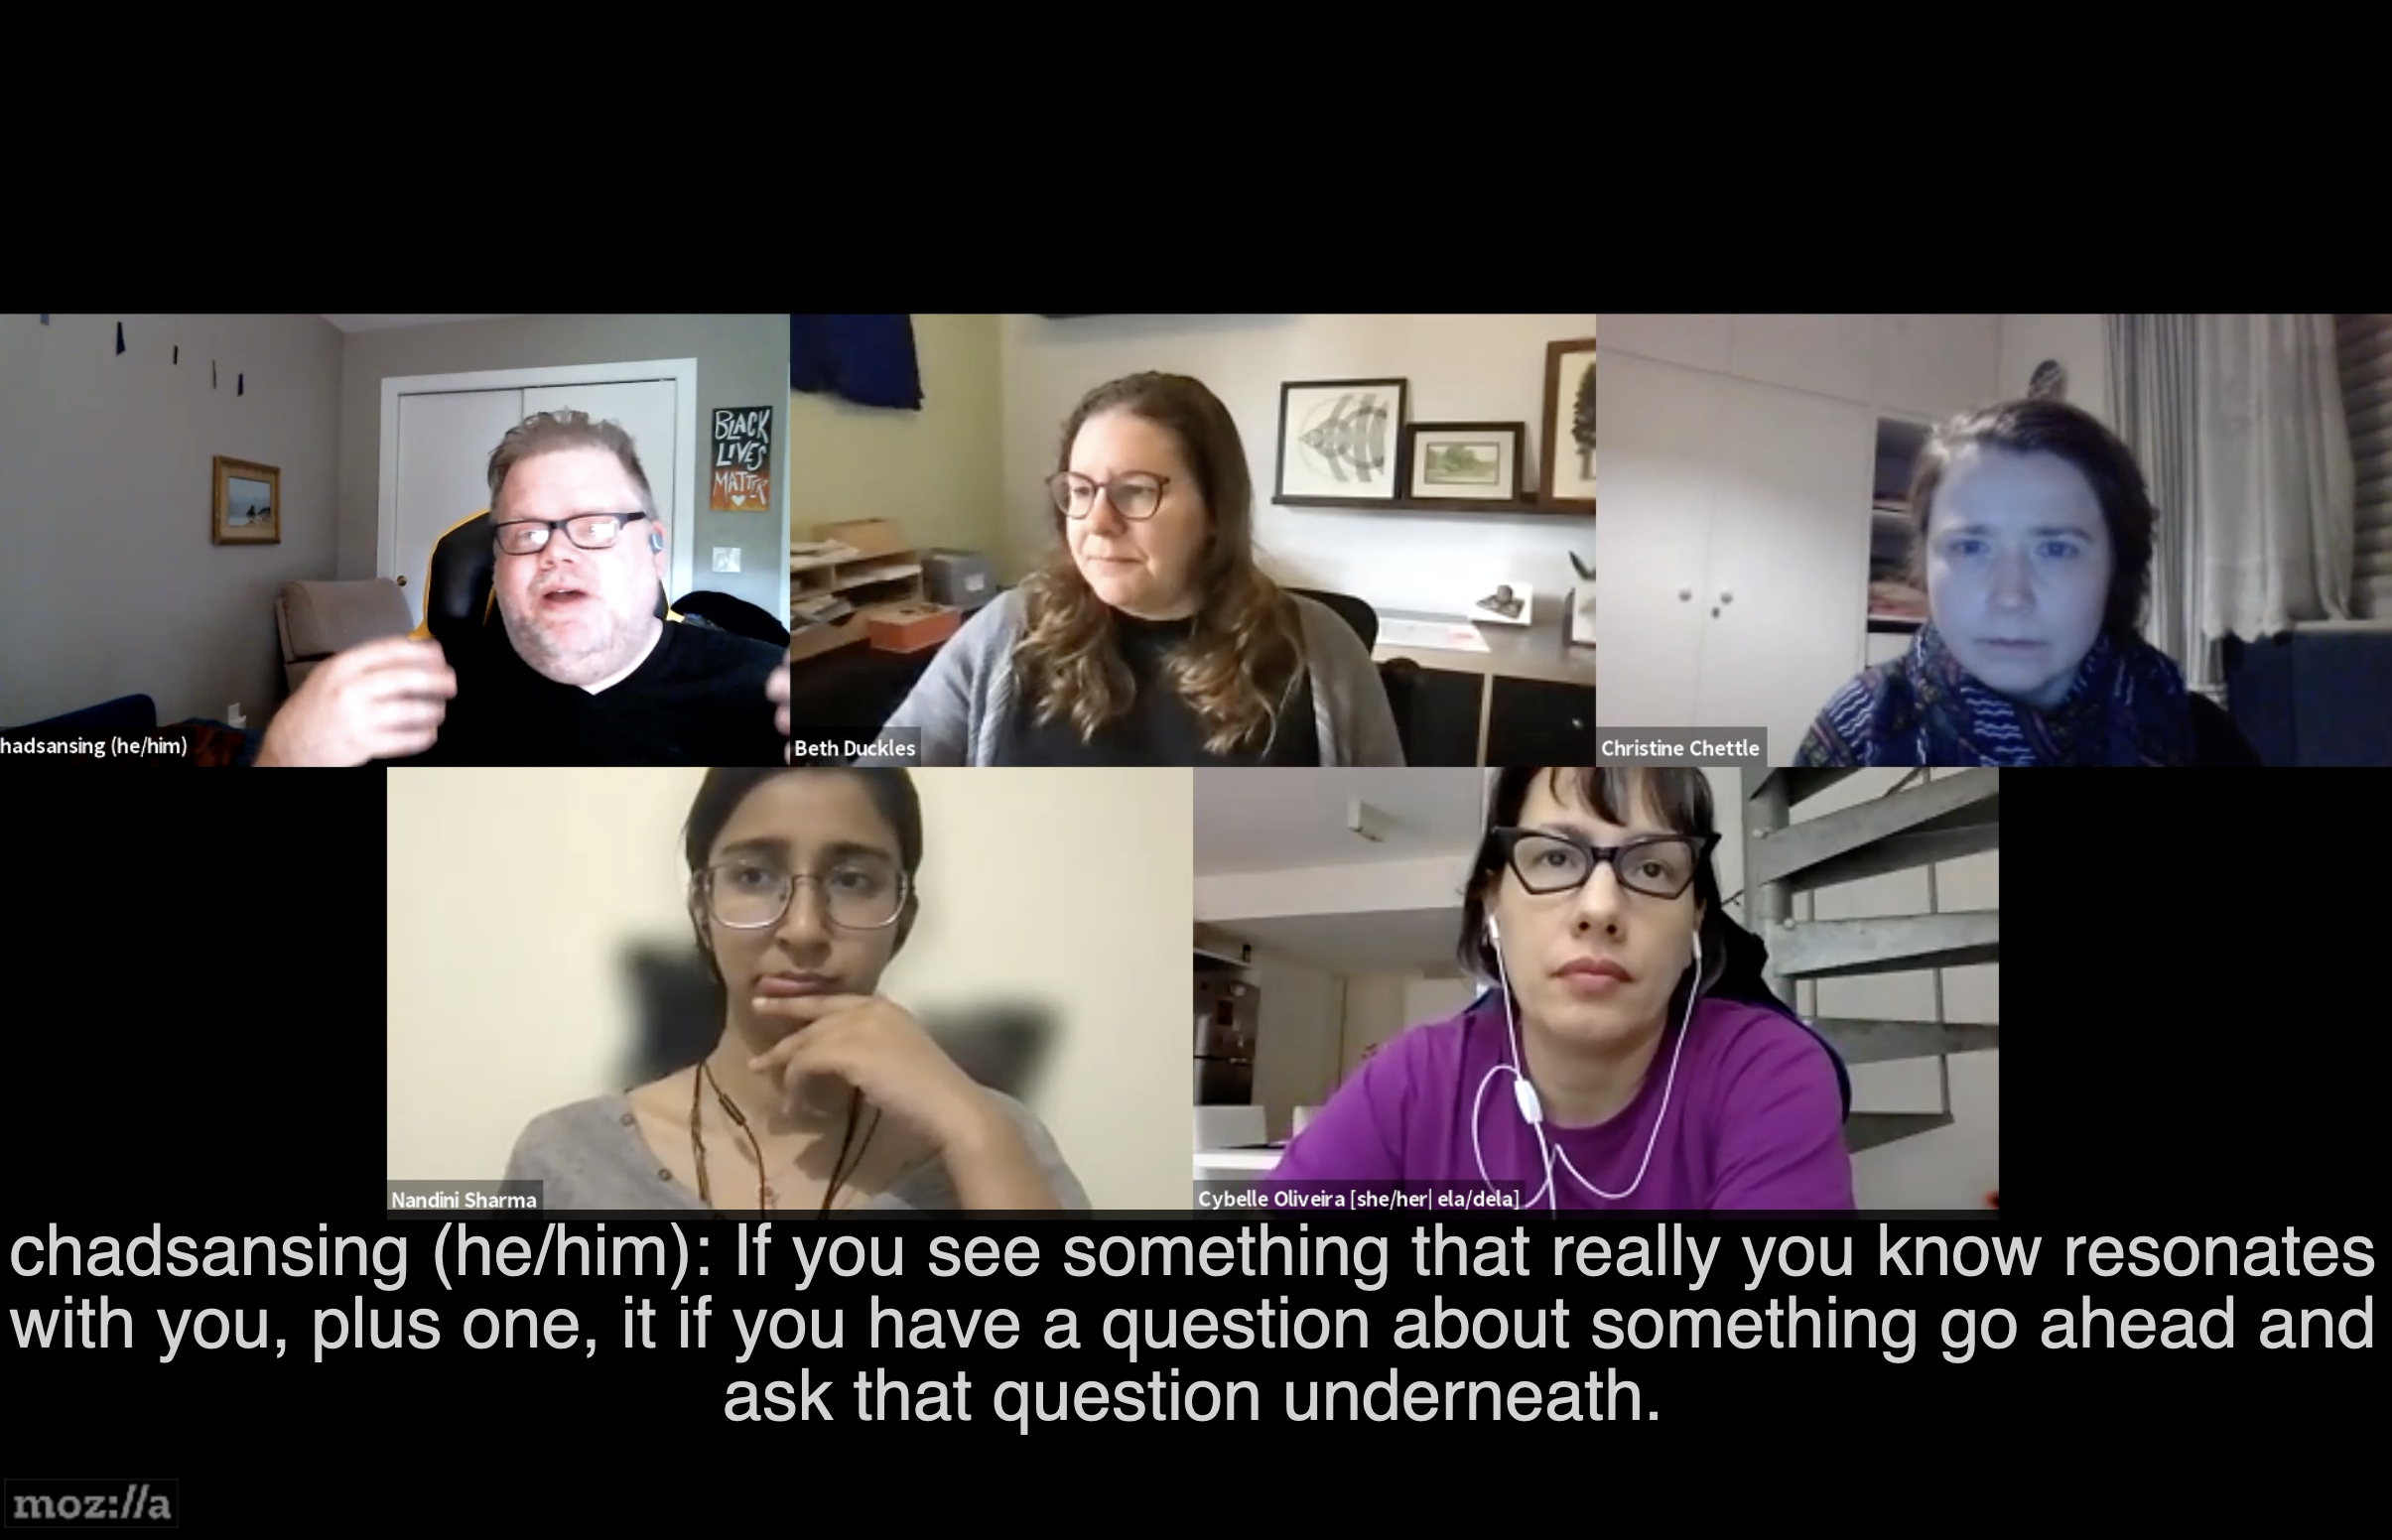 BLACK
LIVES
MATTER
hadsansing (he/him)
Beth Duckles
Christine Chettle
Nandini Sharma
Cybelle Oliveira [she/her| ela/dela]
chadsansing (he/him): If you see something that really you know resonates
with you, plus one, it if you have a question about something go ahead and
ask that question underneath.
moz://a